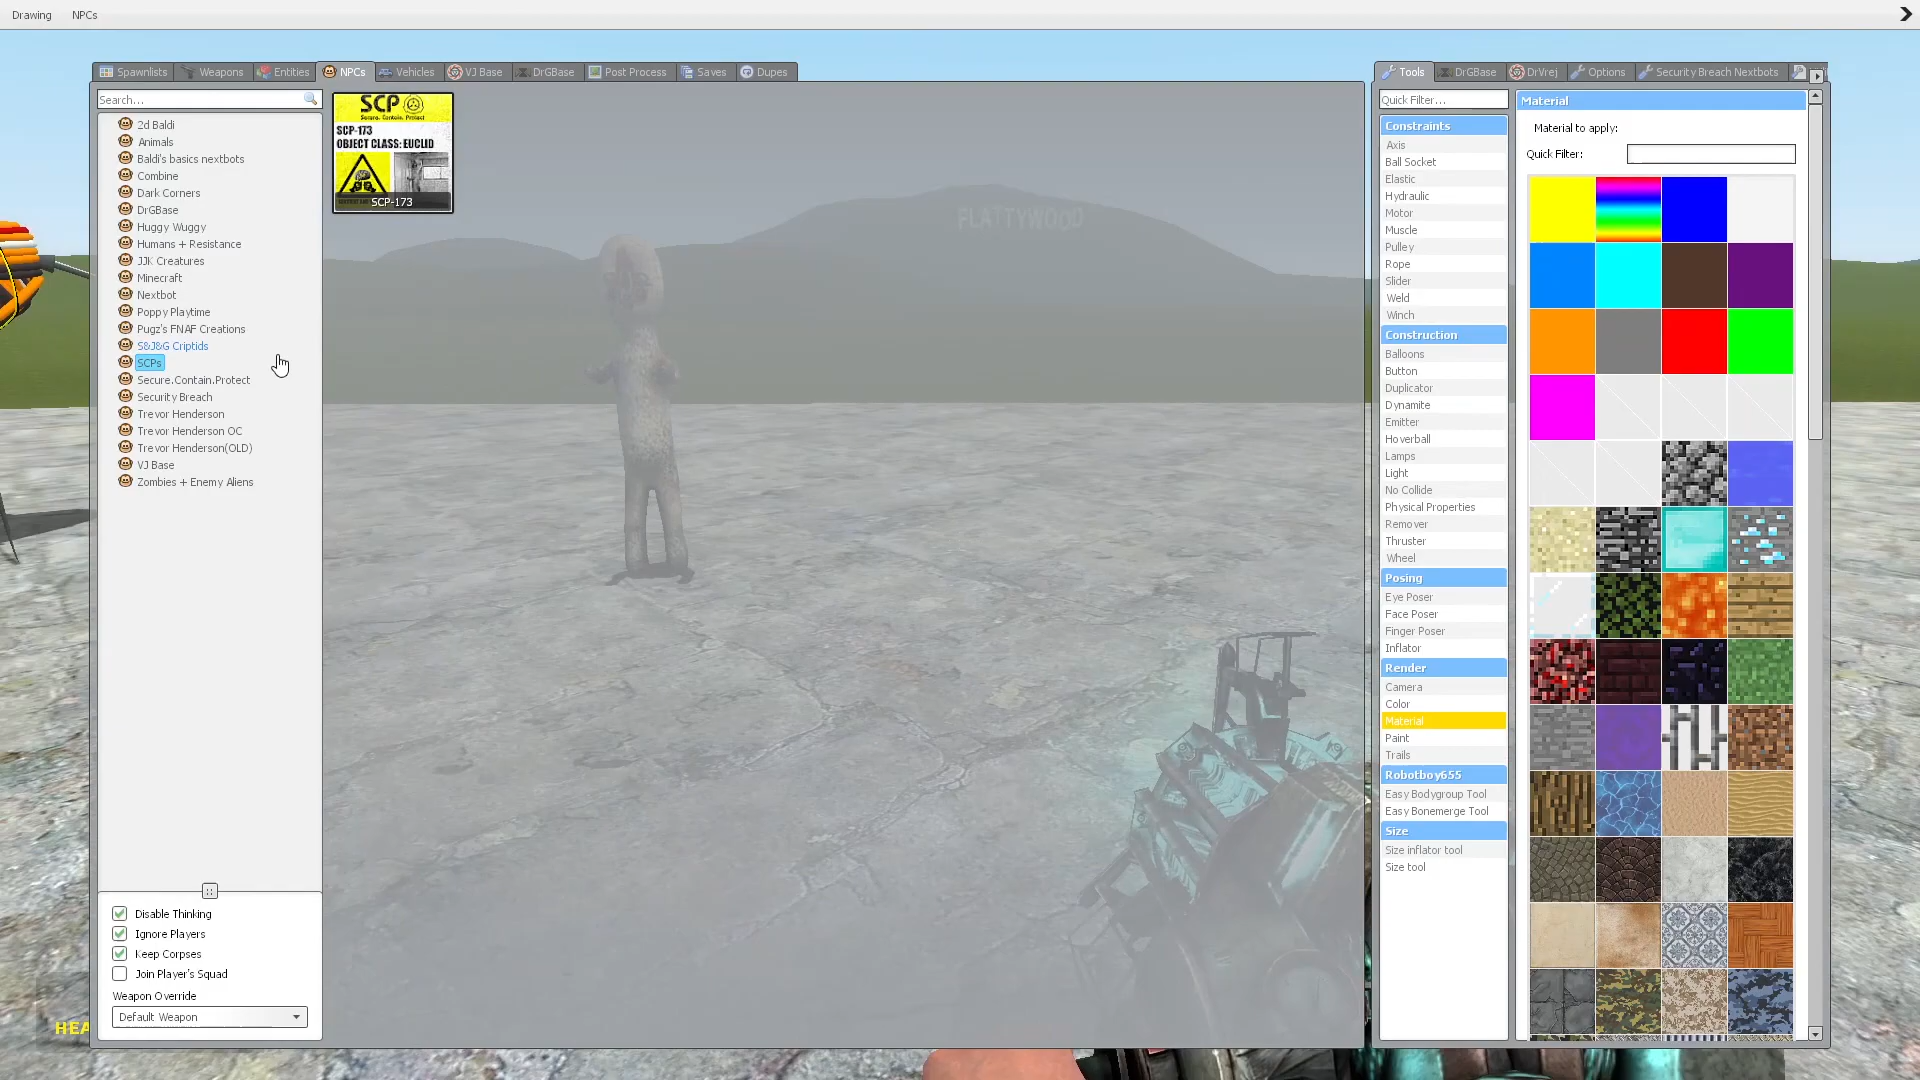 Drawing NPCs
Spawnlists Weapons Entities NPCs Vehicles VJ Base DrGBase Post Process Saves Dupes
Search...
2d Baldi
Animals
Baldi's basics nextbots
Combine
Dark Corners
DrGBase
Huggy Wuggy
Humans + Resistance
JJK Creatures
Minecraft
Nextbot
Poppy Playtime
Pugz's FNAF Creations
S&J&G Criptids
SCPs
Secure.Contain.Protect
Security Breach
Trevor Henderson
Trevor Henderson OC
Trevor Henderson(OLD)
VJ Base
Zombies + Enemy Aliens
Disable Thinking
Ignore Players
Keep Corpses
Join Player's Squad
Weapon Override
Default Weapon
HEA
SCP
Secure. Contain. Protect
SCP-173
OBJECT CLASS: EUCLID
SCP-173
FLATTYWOOD
Tools DrGBase DrVrej Options Security Breach Nextbots
Quick Filter...
Constraints
Axis
Ball Socket
Elastic
Hydraulic
Motor
Muscle
Pulley
Rope
Slider
Weld
Winch
Construction
Balloons
Button
Duplicator
Dynamite
Emitter
Hoverball
Lamps
Light
No Collide
Physical Properties
Remover
Thruster
Wheel
Posing
Eye Poser
Face Poser
Finger Poser
Inflator
Render
Camera
Color
Material
Paint
Trails
Robotboy655
Easy Bodygroup Tool
Easy Bonemerge Tool
Size
Size inflator tool
Size tool
Material
Material to apply:
Quick Filter: